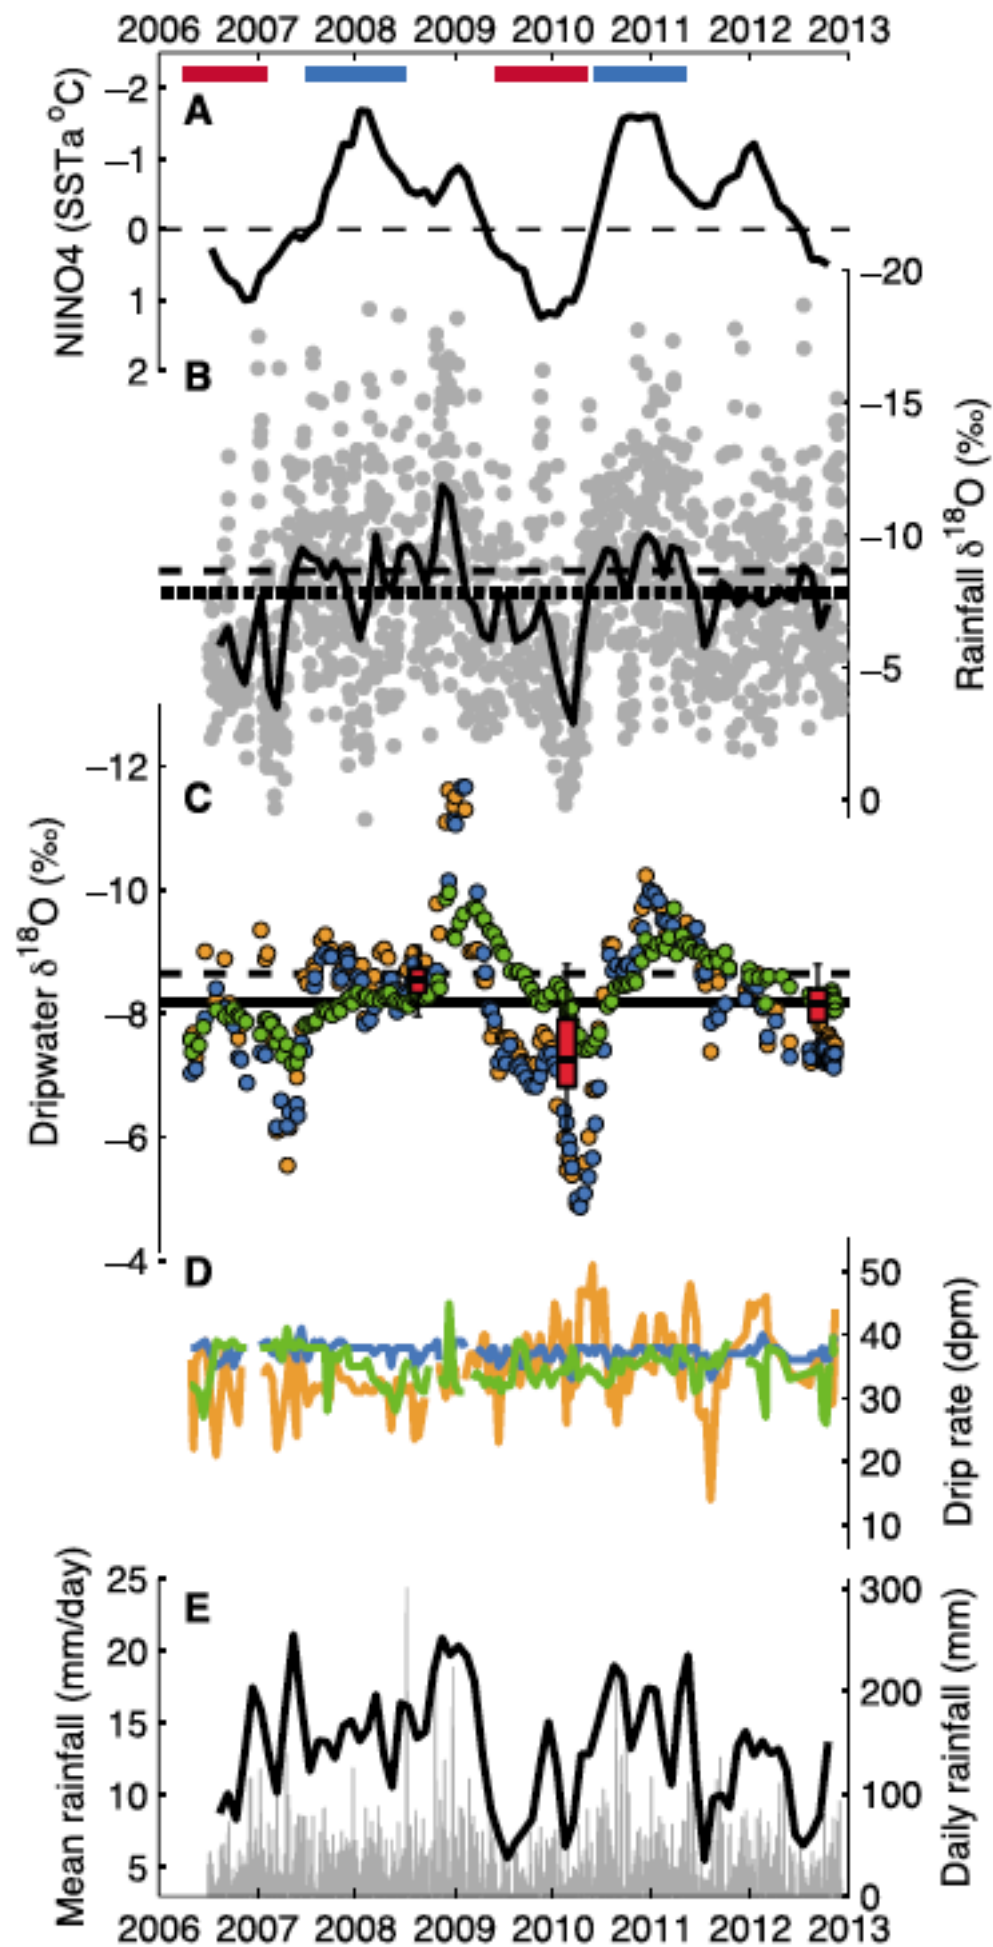 2006 2007 2008 2009 2010 2011 2012 2013
A
NINO4 (SSTa °C)
−2
−1
0
1
2
B
Rainfall δ18O (‰)
−20
−15
−10
−5
0
C
Dripwater δ18O (‰)
−12
−10
−8
−6
−4
D
Drip rate (dpm)
50
40
30
20
10
E
Mean rainfall (mm/day)
25
20
15
10
5
Daily rainfall (mm)
300
200
100
0
2006 2007 2008 2009 2010 2011 2012 2013